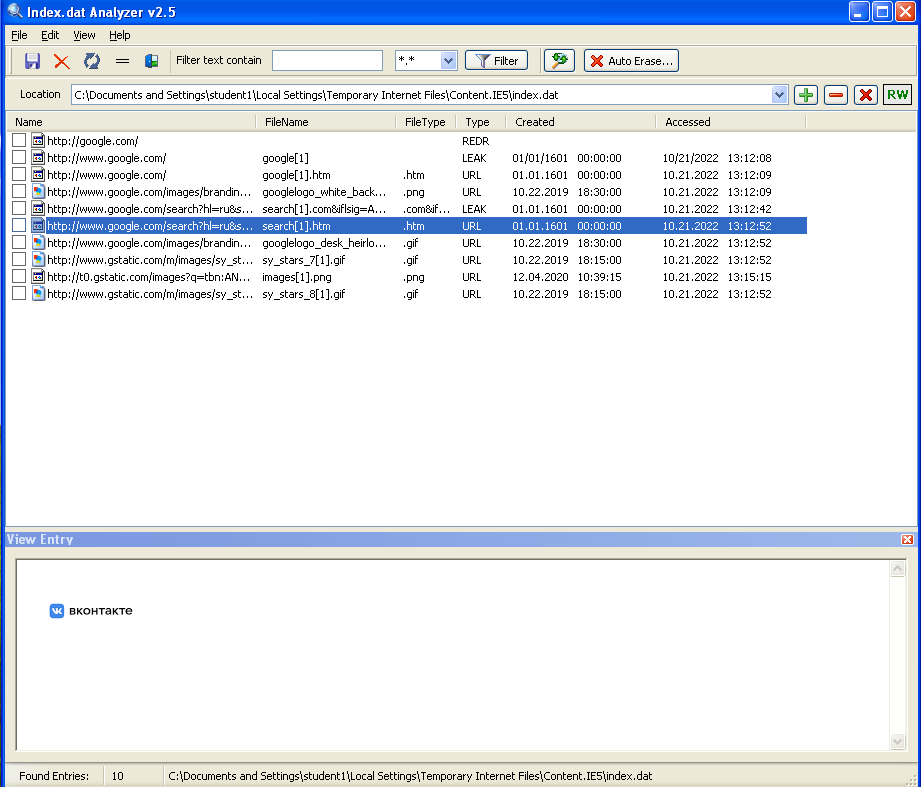 Index.dat Analyzer v2.5
File Edit View Help
Filter text contain *.* Filter Auto Erase...
Location C:\Documents and Settings\student1\Local Settings\Temporary Internet Files\Content.IE5\index.dat RW
Name FileName FileType Type Created Accessed
http://google.com/ REDR
http://www.google.com/ google[1] LEAK 01/01/1601 00:00:00 10/21/2022 13:12:08
http://www.google.com/ google[1].htm .htm URL 01.01.1601 00:00:00 10.21.2022 13:12:09
http://www.google.com/images/brandin... googlelogo_white_back... .png URL 10.22.2019 18:30:00 10.21.2022 13:12:09
http://www.google.com/search?hl=ru&s... search[1].com&iflsig=A... .com&if... LEAK 01.01.1601 00:00:00 10.21.2022 13:12:42
http://www.google.com/search?hl=ru&s... search[1].htm .htm URL 01.01.1601 00:00:00 10.21.2022 13:12:52
http://www.google.com/images/brandin... googlelogo_desk_heirlo... .gif URL 10.22.2019 18:30:00 10.21.2022 13:12:52
http://www.gstatic.com/m/images/sy_st... sy_stars_7[1].gif .gif URL 10.22.2019 18:15:00 10.21.2022 13:12:52
http://t0.gstatic.com/images?q=tbn:AN... images[1].png .png URL 12.04.2020 10:39:15 10.21.2022 13:15:15
http://www.gstatic.com/m/images/sy_st... sy_stars_8[1].gif .gif URL 10.22.2019 18:15:00 10.21.2022 13:12:52
View Entry
вконтакте
Found Entries: 10 C:\Documents and Settings\student1\Local Settings\Temporary Internet Files\Content.IE5\index.dat